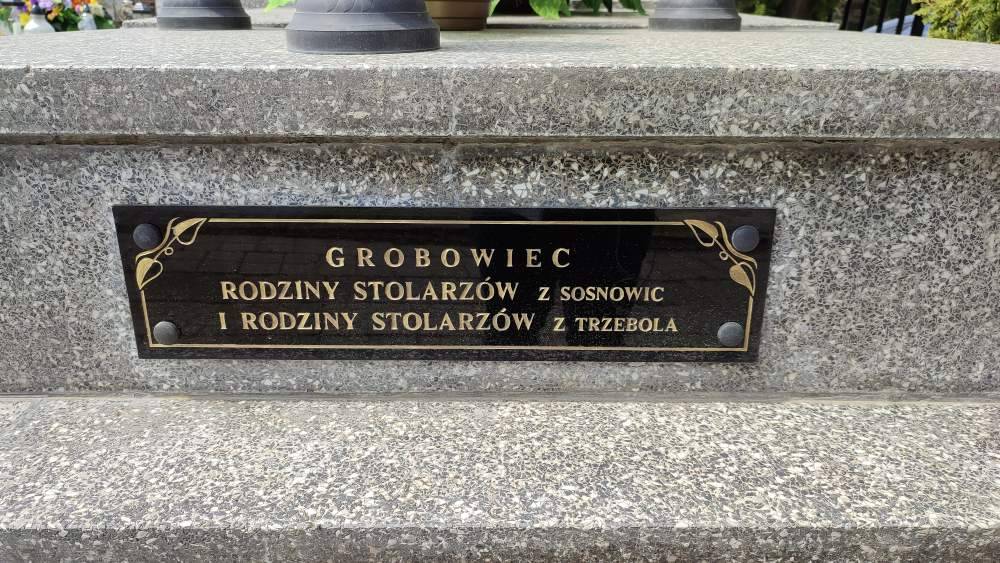 GROBOWIEC
RODZINY STOLARZÓW Z SOSNOWIC
I RODZINY STOLARZÓW Z TRZEBOLA